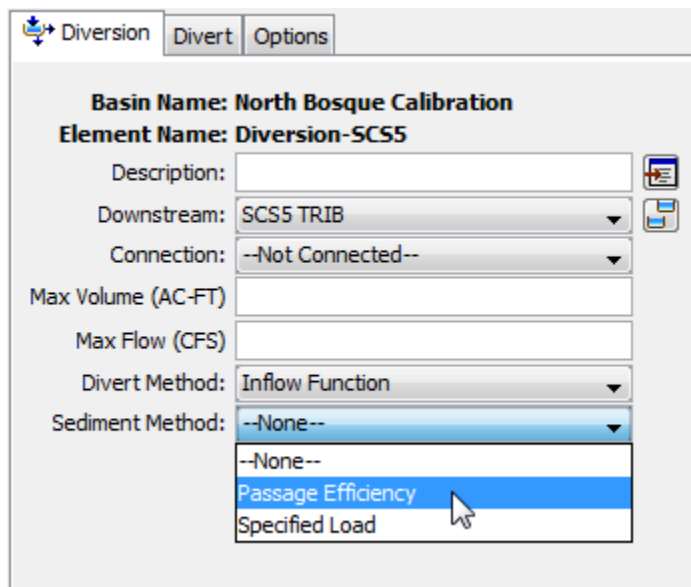 Diversion Divert Options
Basin Name: North Bosque Calibration
Element Name: Diversion-SCS5
Description:
Downstream: SCS5 TRIB
Connection: --Not Connected--
Max Volume (AC-FT)
Max Flow (CFS)
Divert Method: Inflow Function
Sediment Method: --None--
--None--
Passage Efficiency
Specified Load